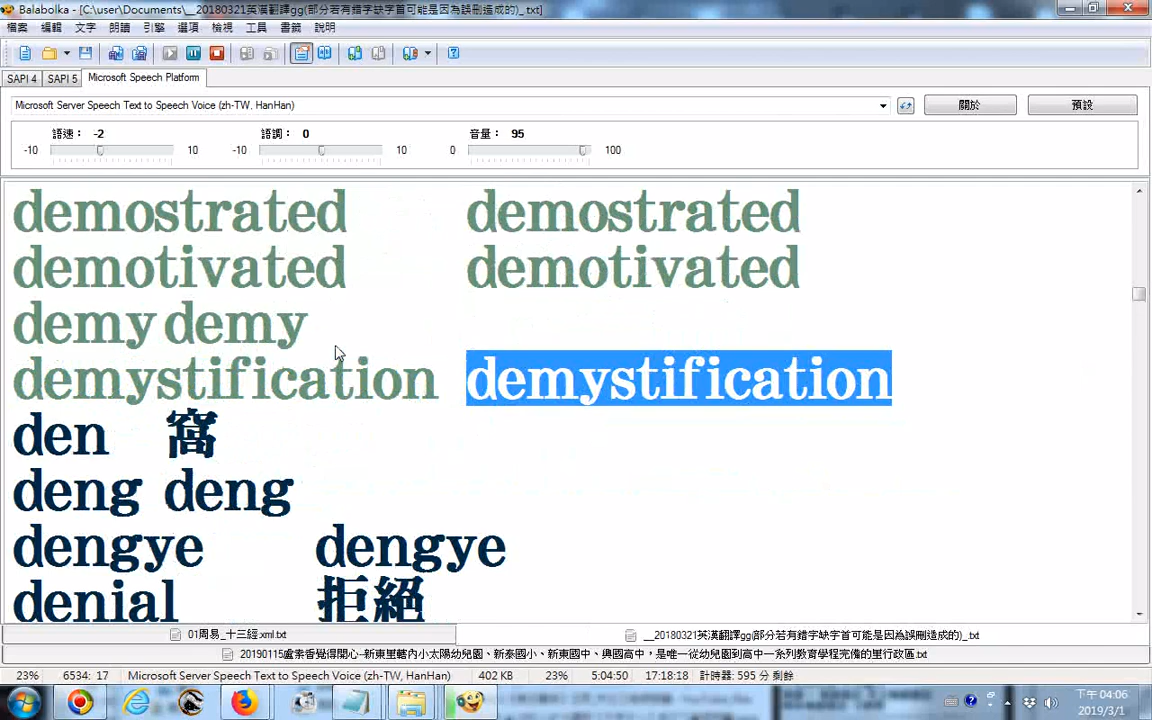 Balabolka - [C:\user\Documents\__20180321英漢翻譯gg(部分若有錯字缺字首可能是因為誤刪造成的)_.txt]
檔案 編輯 文字 朗讀 引擎 選項 檢視 工具 書籤 說明
SAPI 4 SAPI 5 Microsoft Speech Platform
Microsoft Server Speech Text to Speech Voice (zh-TW, HanHan) 關於 預設
語速： -2 語調： 0 音量： 95
-10 10 -10 10 0 100
demostrated demostrated
demotivated demotivated
demy demy
demystification demystification
den 窩
deng deng
dengye dengye
denial 拒絕
01周易_十三經.xml.txt __20180321英漢翻譯gg(部分若有錯字缺字首可能是因為誤刪造成的)_.txt
20190115盧素香覺得開心-新東里轄內小太陽幼兒園、新泰國小、新東國中、興國高中，是唯一從幼兒園到高中一系列教育學程完備的里行政區.txt
23% 6534: 17 Microsoft Server Speech Text to Speech Voice (zh-TW, HanHan) 402 KB 23% 5:04:50 17:18:18 計時器: 595 分 剩餘
下午 04:06
2019/3/1